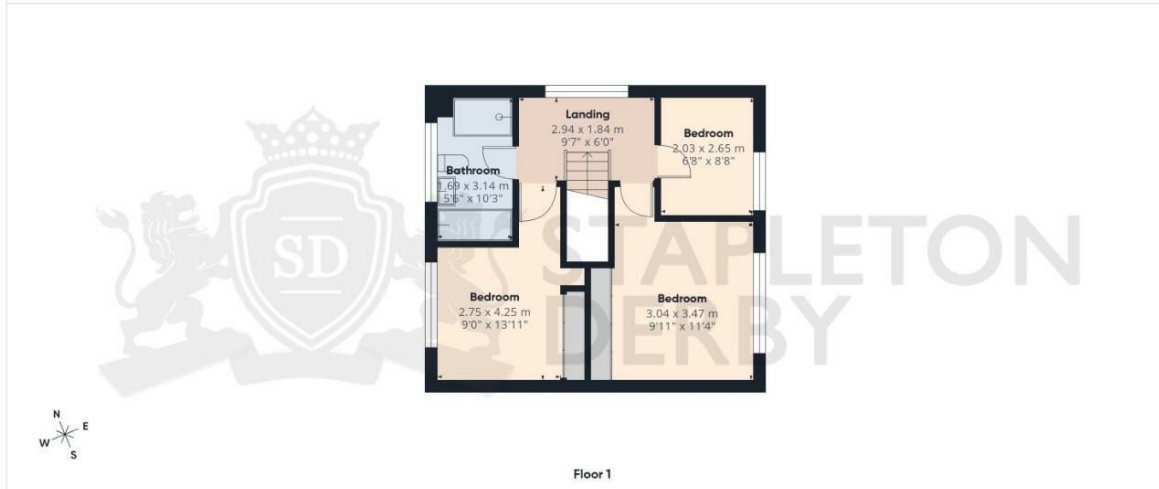 Landing
2.94 x 1.84 m
9'7" x 6'0"
Bedroom
2.03 x 2.65 m
6'8" x 8'8"
Bathroom
1.69 x 3.14 m
5'6" x 10'3"
SD
STAPLETON
DERBY
Bedroom
2.75 x 4.25 m
9'0" x 13'11"
Bedroom
3.04 x 3.47 m
9'11" x 11'4"
N
E
W
S
Floor 1